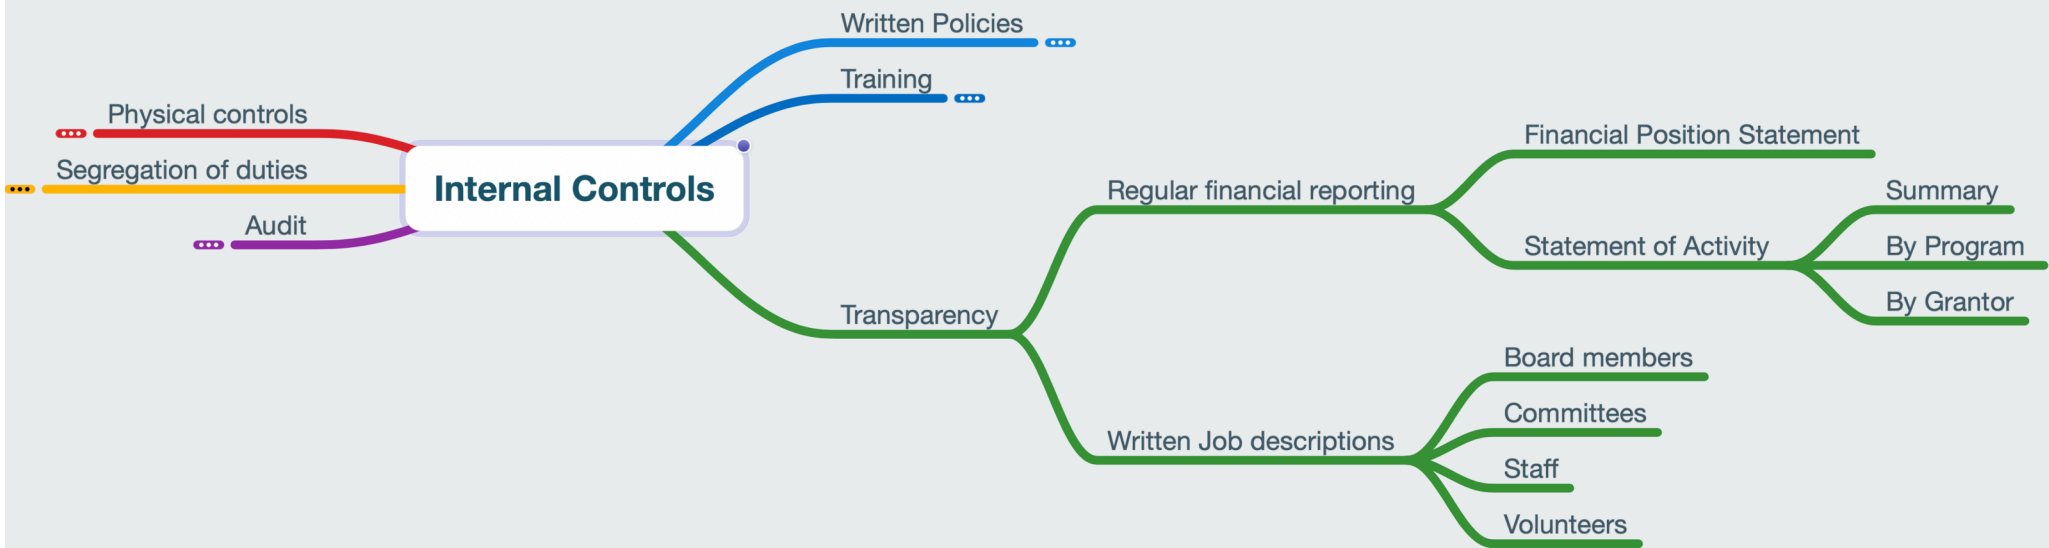 Written Policies
Training
Physical controls
Segregation of duties
Audit
Internal Controls
Transparency
Regular financial reporting
Financial Position Statement
Statement of Activity
Summary
By Program
By Grantor
Written Job descriptions
Board members
Committees
Staff
Volunteers